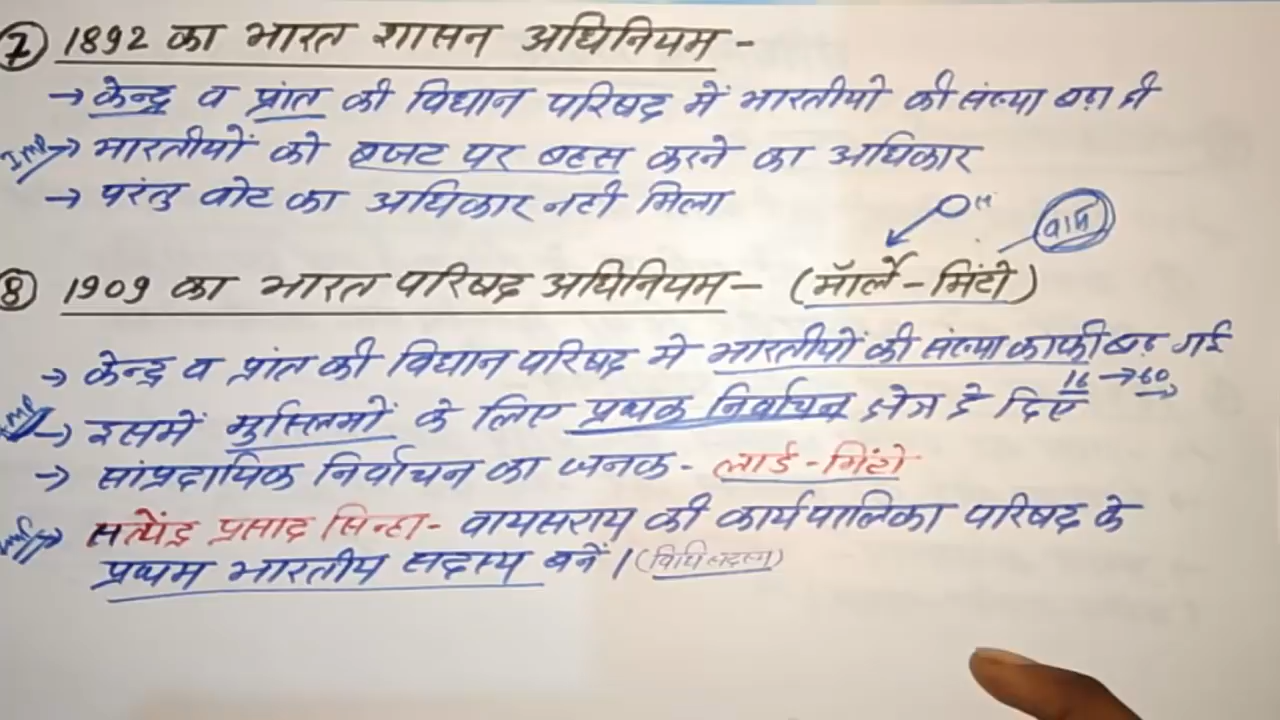 7 1892 का भारत शासन अधिनियम -
→ केन्द्र व प्रांत की विधान परिषद में भारतीयो की संख्या बढ़ा दी
Imp → भारतीयों को बजट पर बहस करने का अधिकार
→ परंतु वोट का अधिकार नही मिला
8 1909 का भारत परिषद अधिनियम - (मॉर्ले - मिंटो)
→ केन्द्र व प्रांत की विधान परिषद मे भारतीयों की संख्या काफी बढ़ गई
16 → 60
Imp → इसमें मुस्लिमों के लिए प्रथक निर्वाचन क्षेत्र दे दिए
→ सांप्रदायिक निर्वाचन का जनक - लार्ड - मिंटो
Imp → सत्येंद्र प्रसाद सिन्हा - वायसराय की कार्यपालिका परिषद के
प्रथम भारतीय सदस्य बनें। (विधि सदस्य)